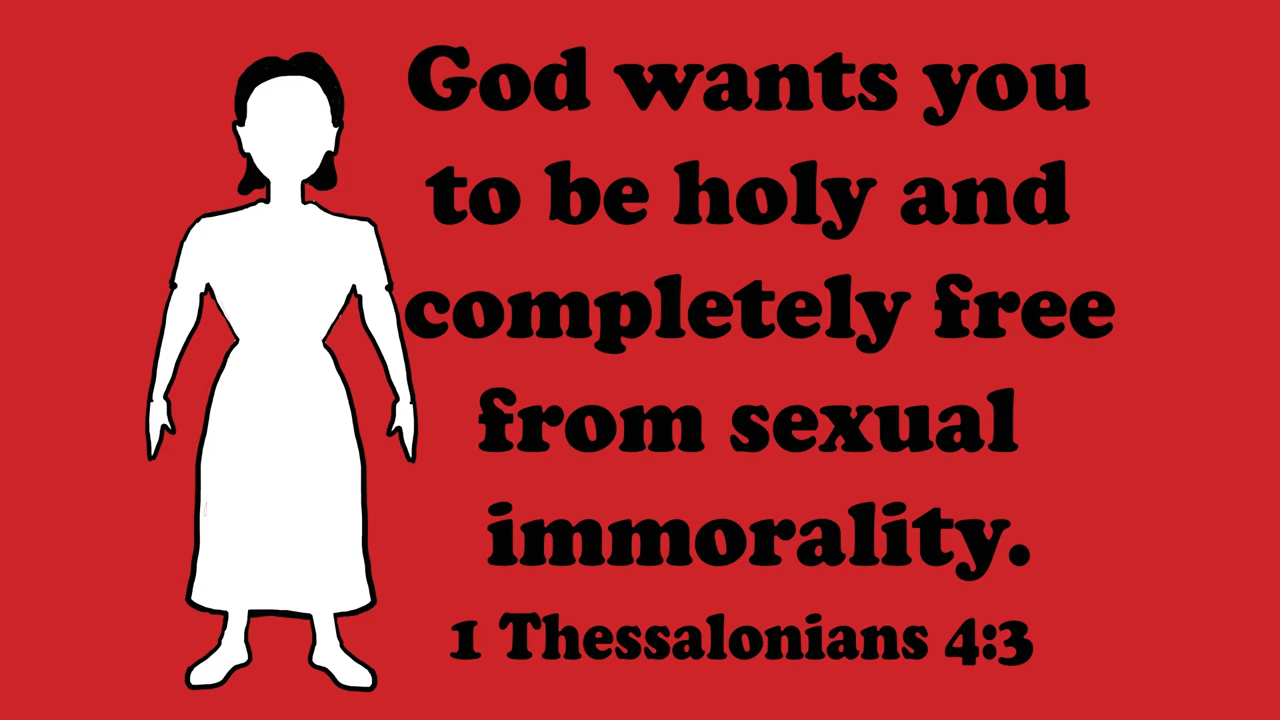 God wants you
to be holy and
completely free
from sexual
immorality.
1 Thessalonians 4:3